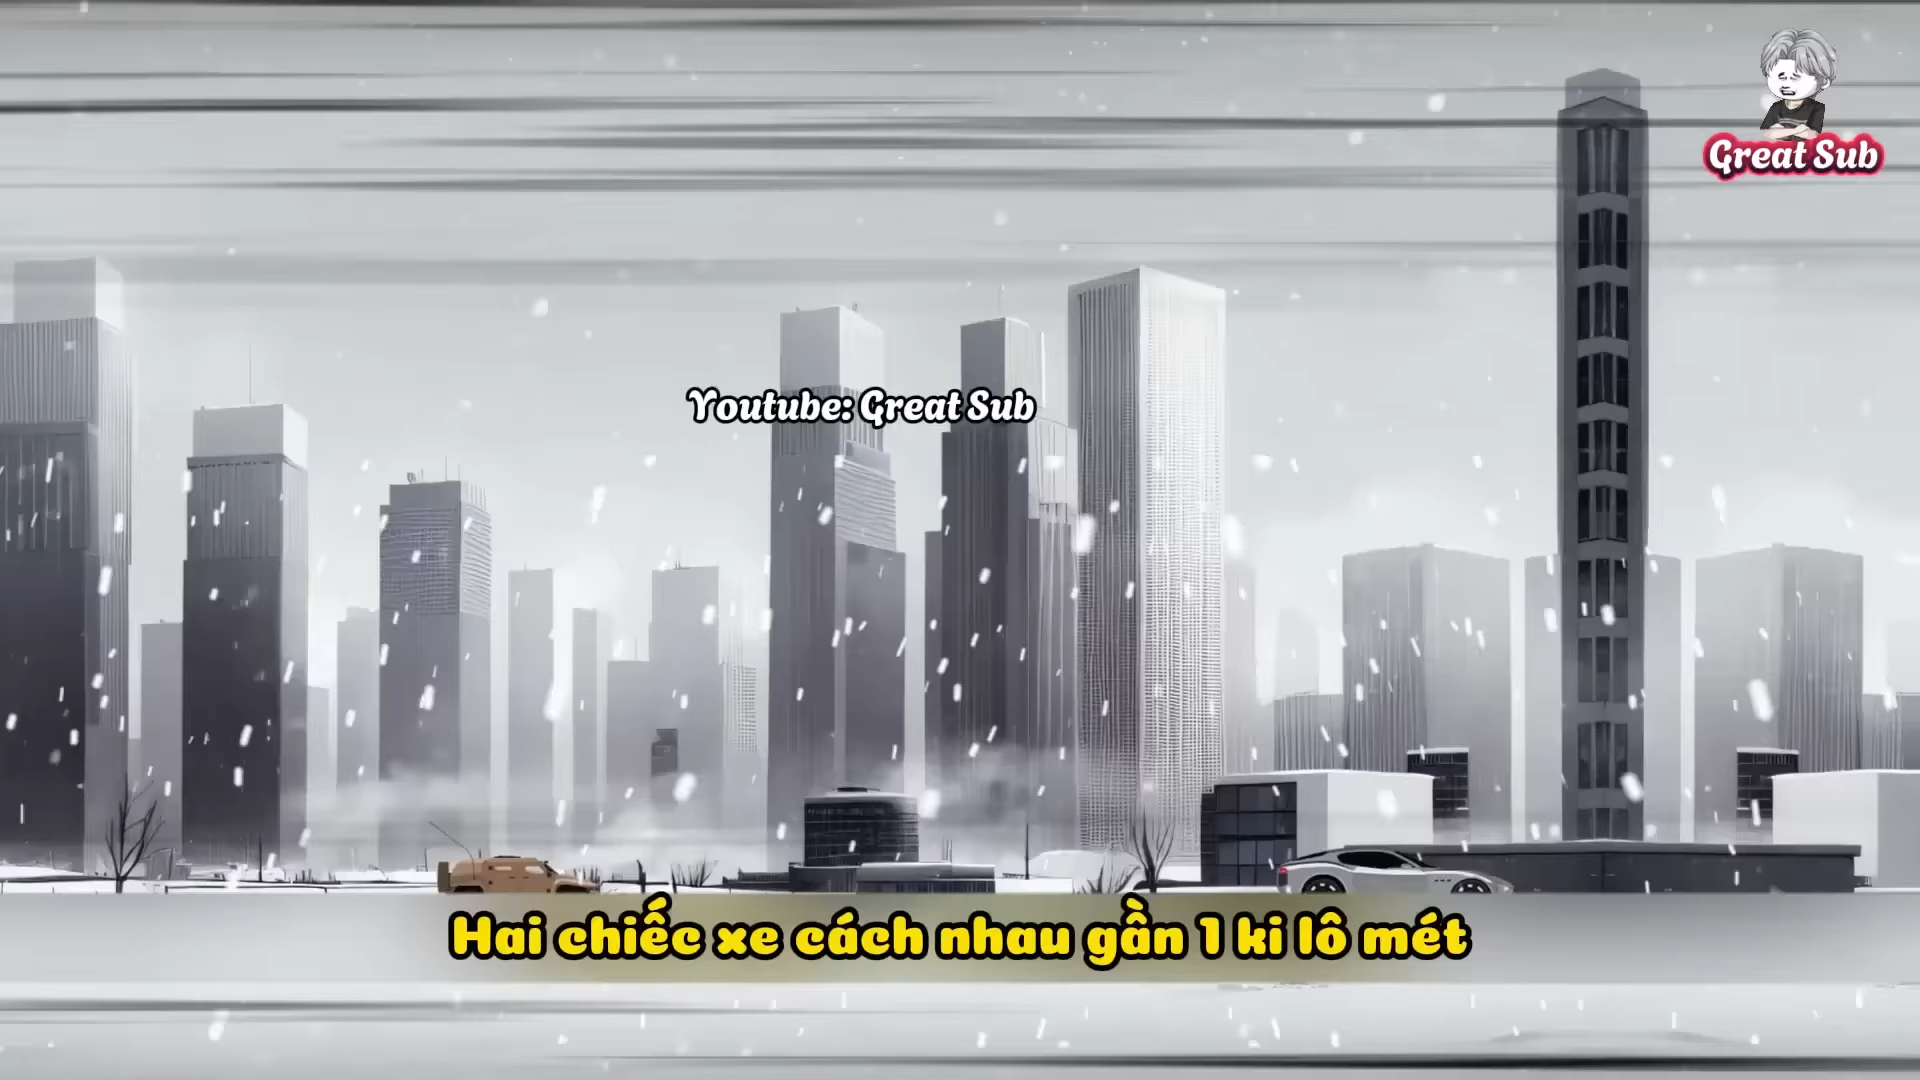 Great Sub
Youtube: Great Sub
Hai chiếc xe cách nhau gần 1 ki lô mét